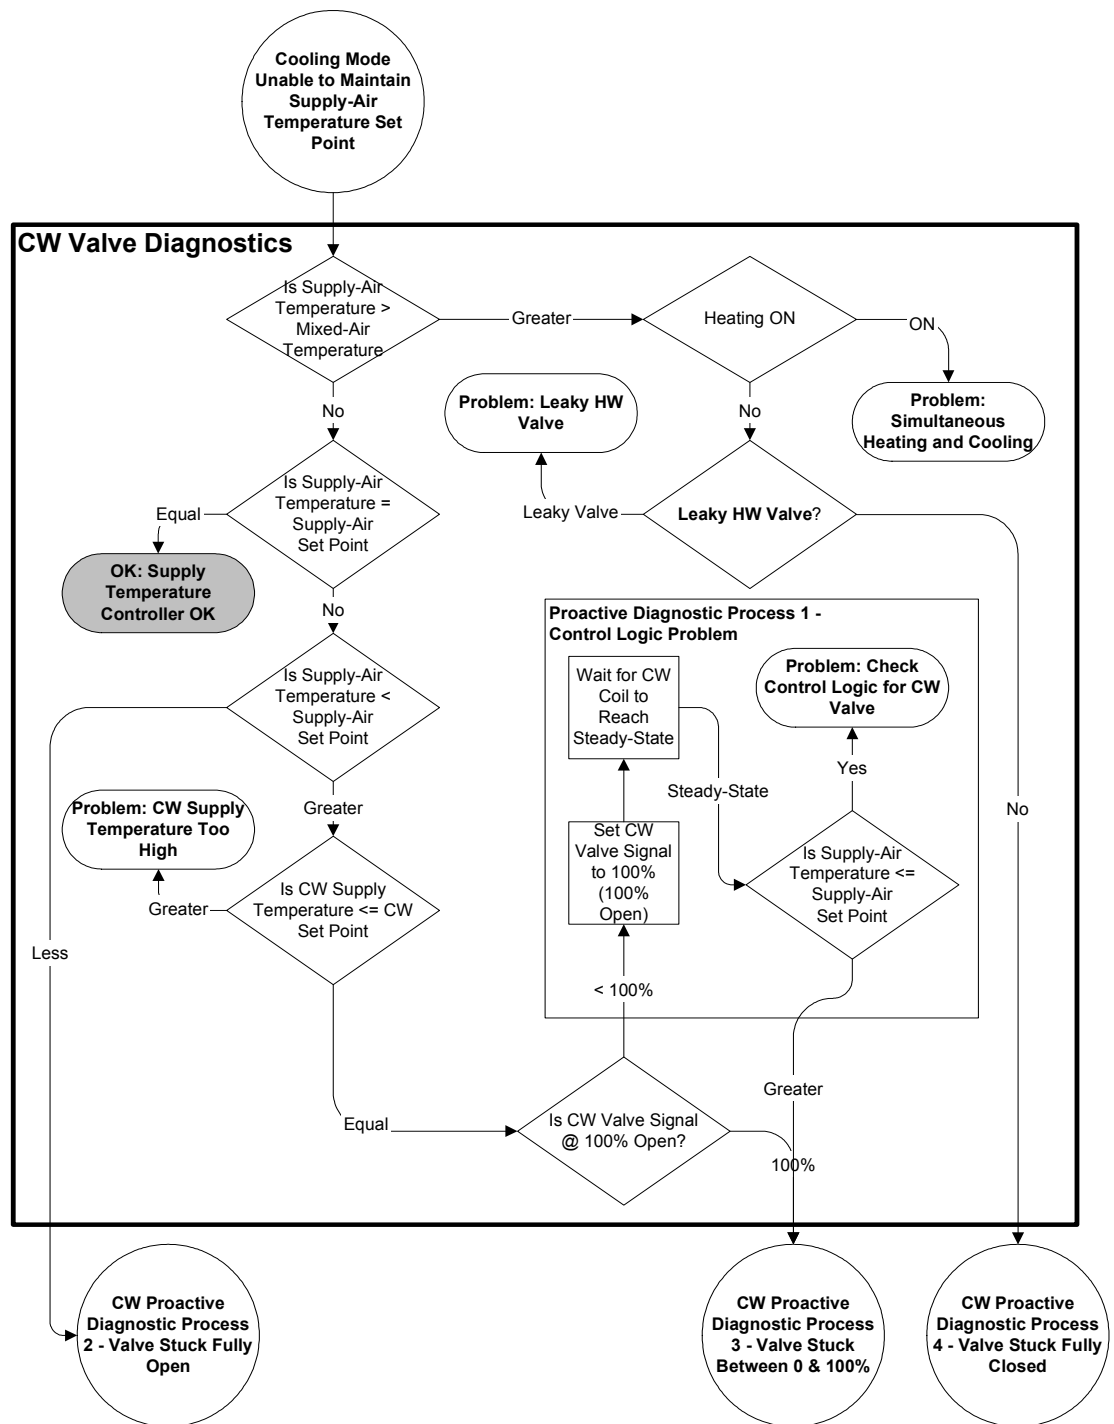 Cooling Mode
Unable to Maintain
Supply-Air
Temperature Set
Point
CW Valve Diagnostics
Is Supply-Air
Temperature >
Mixed-Air
Temperature
Greater
Heating ON
ON
Problem:
Simultaneous
Heating and Cooling
No
No
Problem: Leaky HW
Valve
Is Supply-Air
Temperature =
Supply-Air
Set Point
Equal
OK: Supply
Temperature
Controller OK
Leaky Valve
Leaky HW Valve?
No
No
Is Supply-Air
Temperature <
Supply-Air
Set Point
Less
Greater
Proactive Diagnostic Process 1 -
Control Logic Problem
Wait for CW
Coil to
Reach
Steady-State
Problem: Check
Control Logic for CW
Valve
Steady-State
Yes
Set CW
Valve Signal
to 100%
(100%
Open)
Is Supply-Air
Temperature <=
Supply-Air
Set Point
Problem: CW Supply
Temperature Too
High
Greater
Is CW Supply
Temperature <= CW
Set Point
< 100%
Greater
Equal
Is CW Valve Signal
@ 100% Open?
100%
CW Proactive
Diagnostic Process
2 - Valve Stuck Fully
Open
CW Proactive
Diagnostic Process
3 - Valve Stuck
Between 0 & 100%
CW Proactive
Diagnostic Process
4 - Valve Stuck Fully
Closed